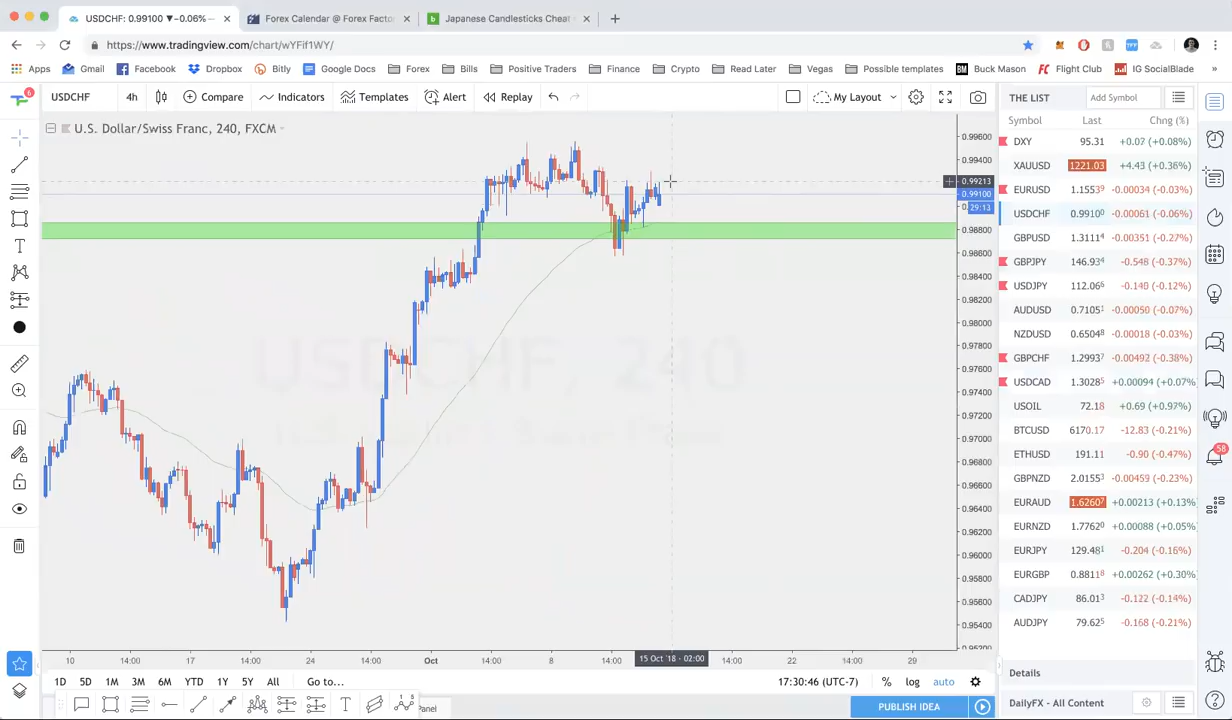 USDCHF: 0.99100 ▼−0.06% −
Forex Calendar @ Forex Facto
Japanese Candlesticks Cheat
https://www.tradingview.com/chart/wYFif1WY/
Apps Gmail Facebook Dropbox Bitly Google Docs Forex Bills Positive Traders Finance Crypto Read Later Vegas Possible templates BM Buck Mason FC Flight Club IG SocialBlade »
6 USDCHF 4h Compare Indicators Templates Alert Replay My Layout
U.S. Dollar/Swiss Franc, 240, FXCM
USDCHF, 240
0.99600
0.99400
0.99213
0.99100
29:13
0.98800
0.98600
0.98400
0.98200
0.98000
0.97800
0.97600
0.97400
0.97200
0.97000
0.96800
0.96600
0.96400
0.96200
0.96000
0.95800
0.95600
0.95400
10 14:00 17 14:00 24 14:00 Oct 14:00 8 14:00 15 Oct '18 - 02:00 14:00 22 14:00 29
1D 5D 1M 3M 6M YTD 1Y 5Y All Go to... 17:30:46 (UTC-7) % log auto
Panel
PUBLISH IDEA
THE LIST Add Symbol
Symbol Last Chng (%)
DXY 95.31 +0.07 (+0.08%)
XAUUSD 1221.03 +4.43 (+0.36%)
EURUSD 1.15539 -0.00034 (-0.03%)
USDCHF 0.99100 -0.00061 (-0.06%)
GBPUSD 1.31114 -0.00351 (-0.27%)
GBPJPY 146.934 -0.548 (-0.37%)
USDJPY 112.066 -0.140 (-0.12%)
AUDUSD 0.71051 -0.00050 (-0.07%)
NZDUSD 0.65048 -0.00018 (-0.03%)
GBPCHF 1.29937 -0.00492 (-0.38%)
USDCAD 1.30285 +0.00094 (+0.07%)
USOIL 72.18 +0.69 (+0.97%)
BTCUSD 6170.17 -12.83 (-0.21%)
ETHUSD 191.11 -0.90 (-0.47%)
GBPNZD 2.01553 -0.00459 (-0.23%)
EURAUD 1.62607 +0.00213 (+0.13%)
EURNZD 1.77620 +0.00088 (+0.05%)
EURJPY 129.481 -0.204 (-0.16%)
EURGBP 0.88118 +0.00262 (+0.30%)
CADJPY 86.013 -0.122 (-0.14%)
AUDJPY 79.625 -0.168 (-0.21%)
Details
DailyFX - All Content
58